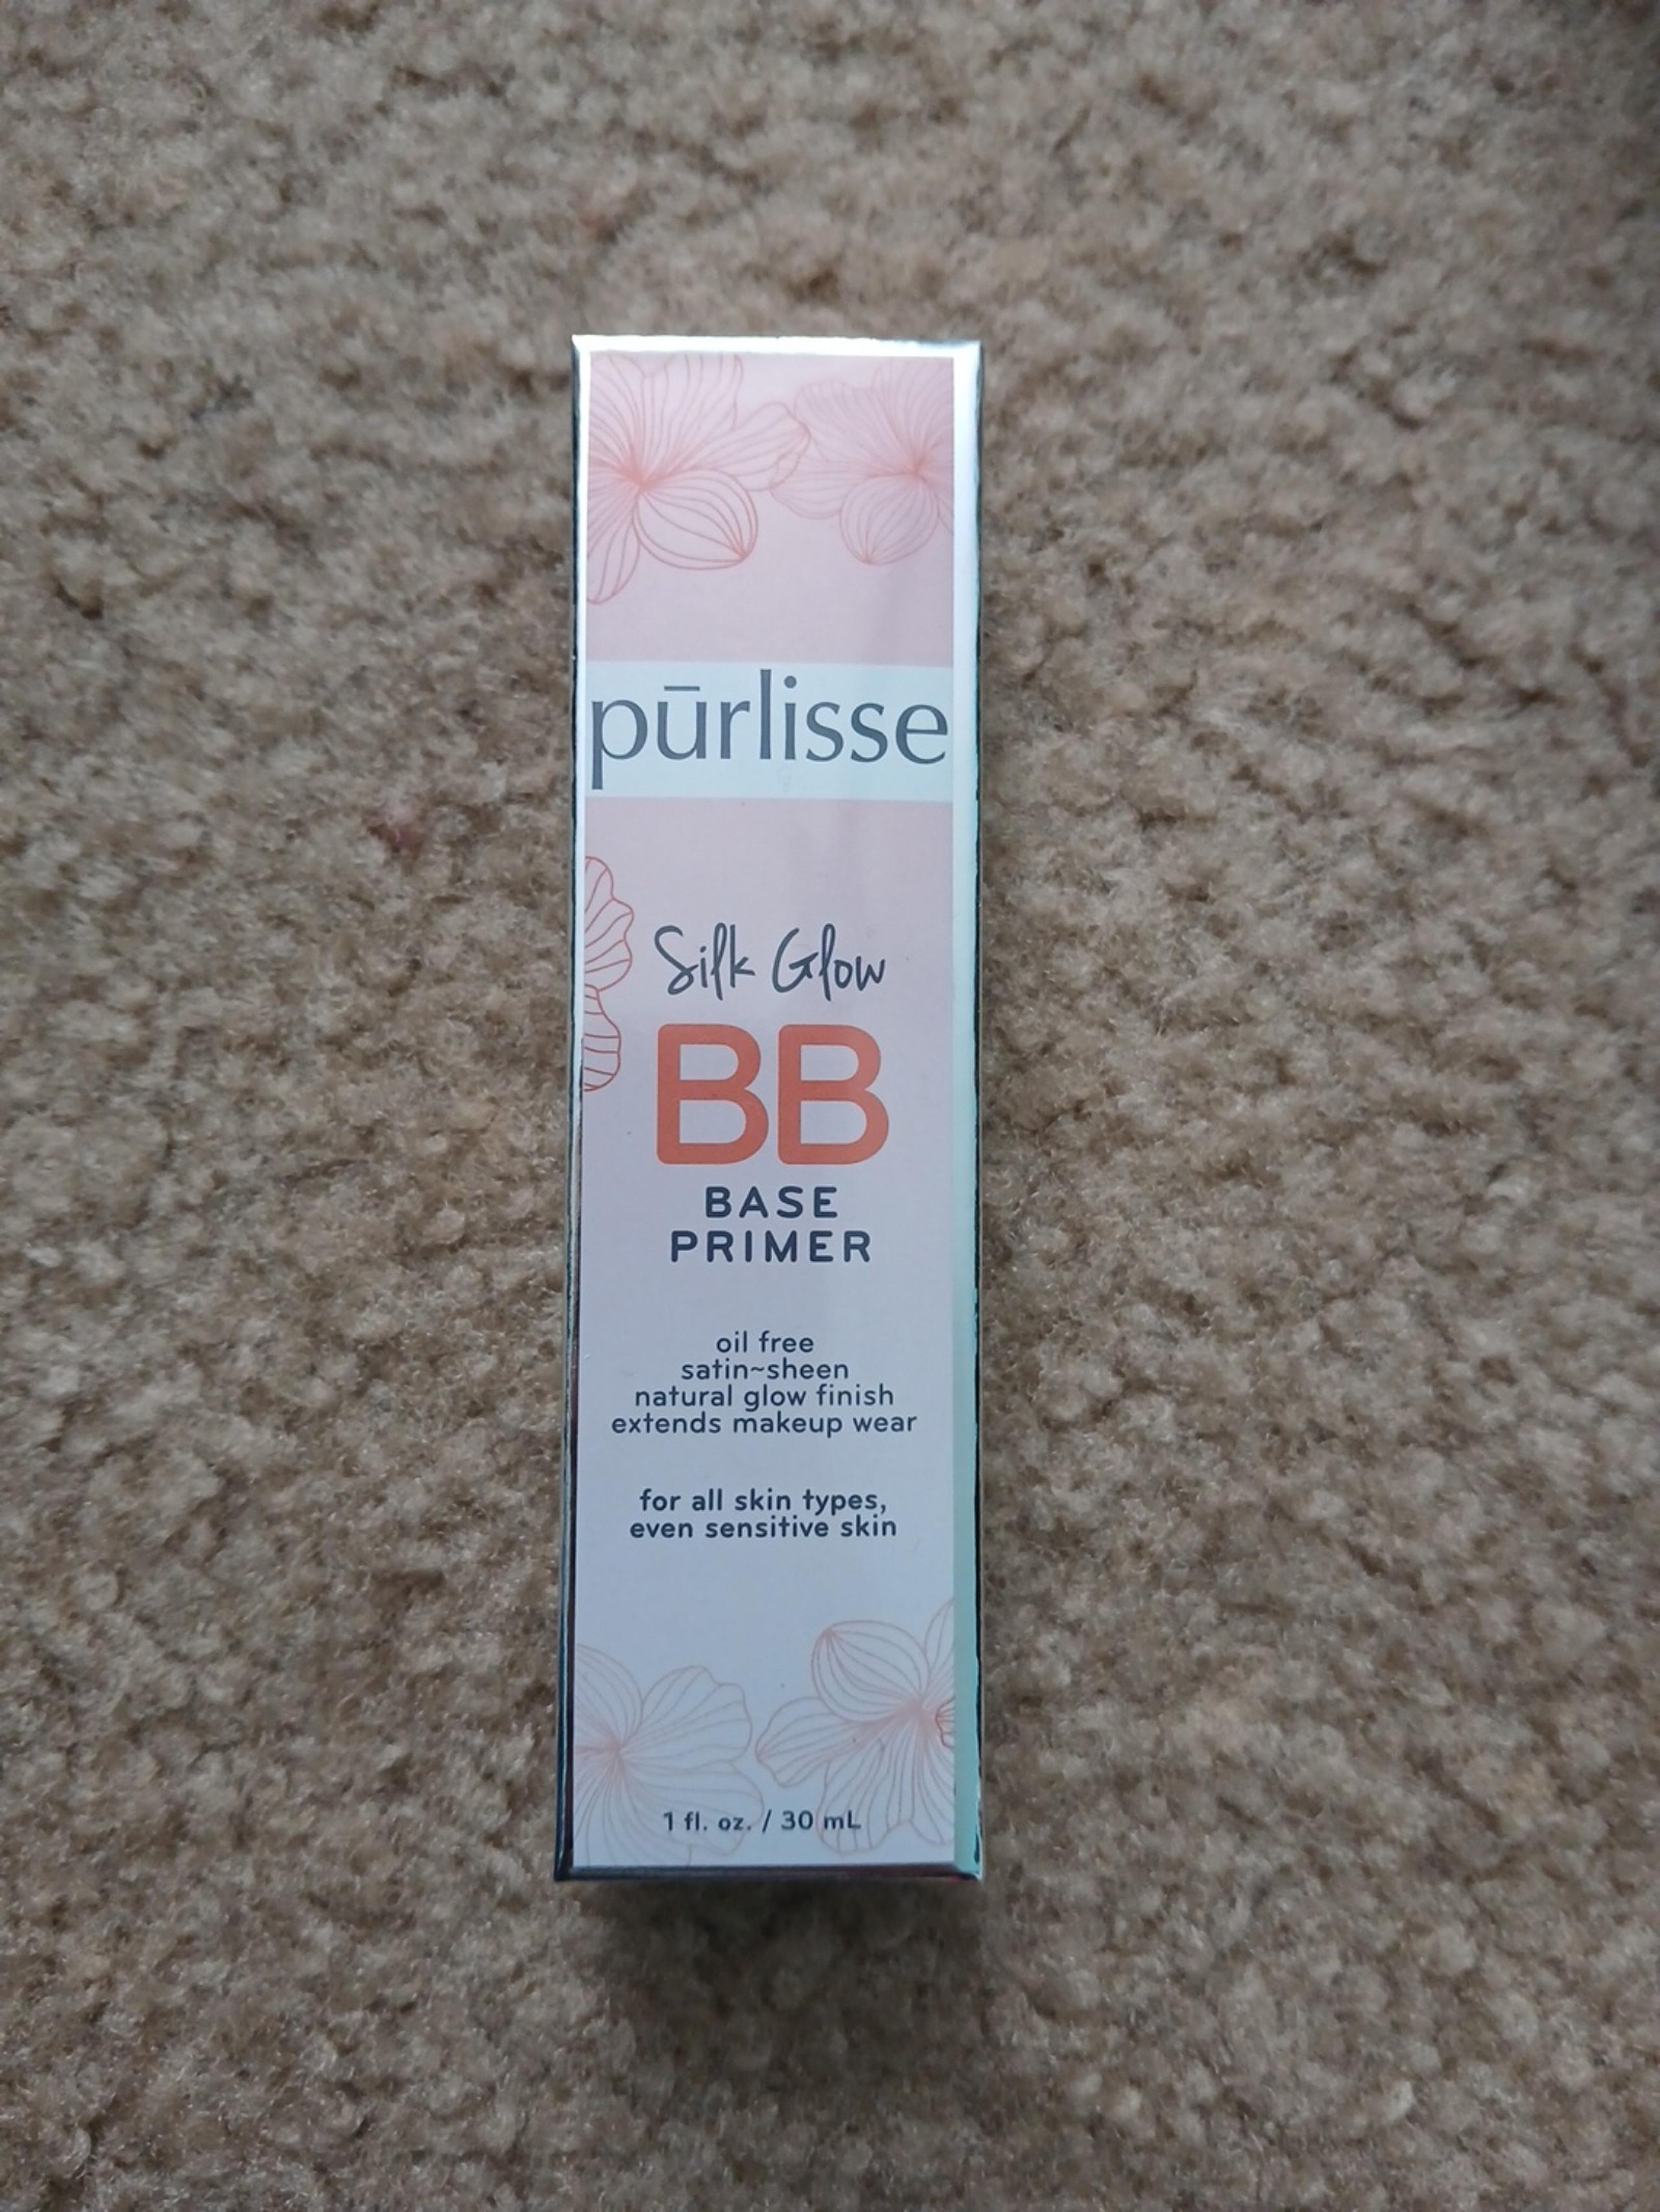 pūrlisse
Silk Glow
BB
BASE
PRIMER
oil free
satin~sheen
natural glow finish
extends makeup wear
for all skin types,
even sensitive skin
1 fl. oz. / 30 mL